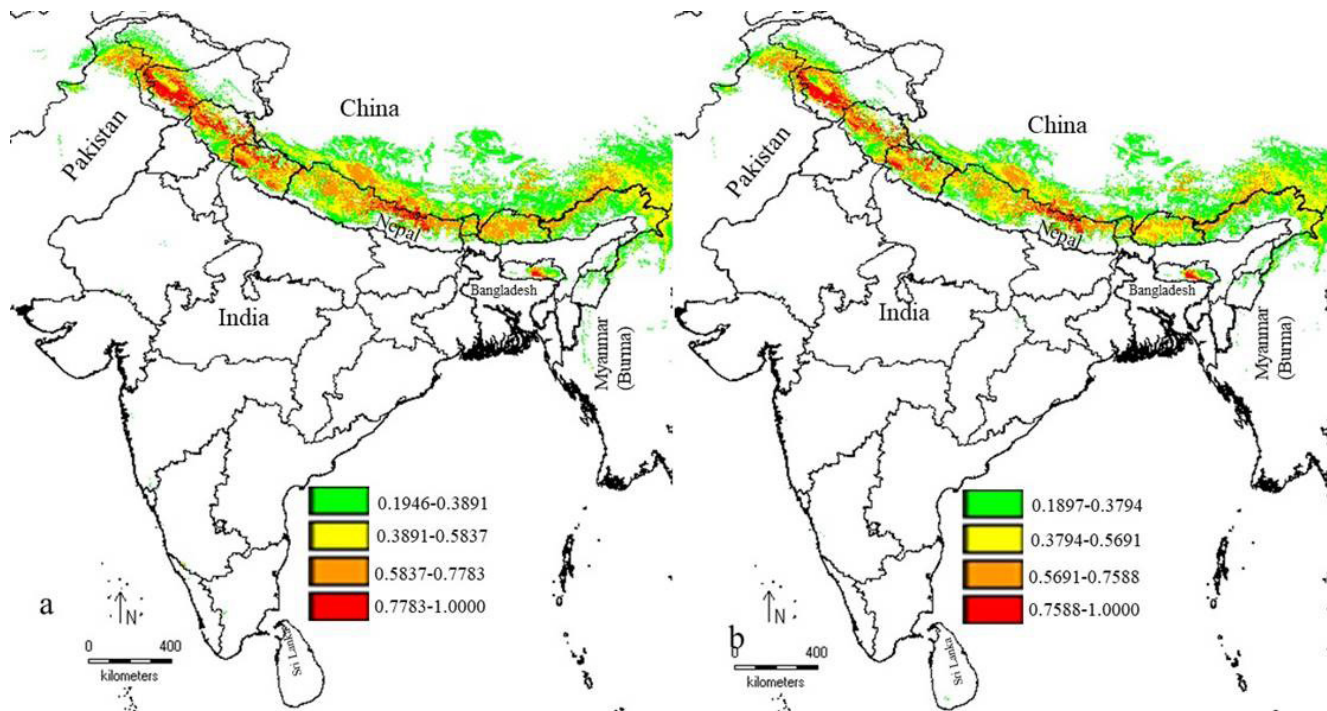 China
Pakistan
Nepal
Bangladesh
India
Myanmar
(Burma)
0.1946-0.3891
0.3891-0.5837
0.5837-0.7783
0.7783-1.0000
a
N
0 400
kilometers
Sri Lanka
China
Pakistan
Nepal
Bangladesh
India
Myanmar
(Burma)
0.1897-0.3794
0.3794-0.5691
0.5691-0.7588
0.7588-1.0000
b
N
0 400
kilometers
Sri Lanka